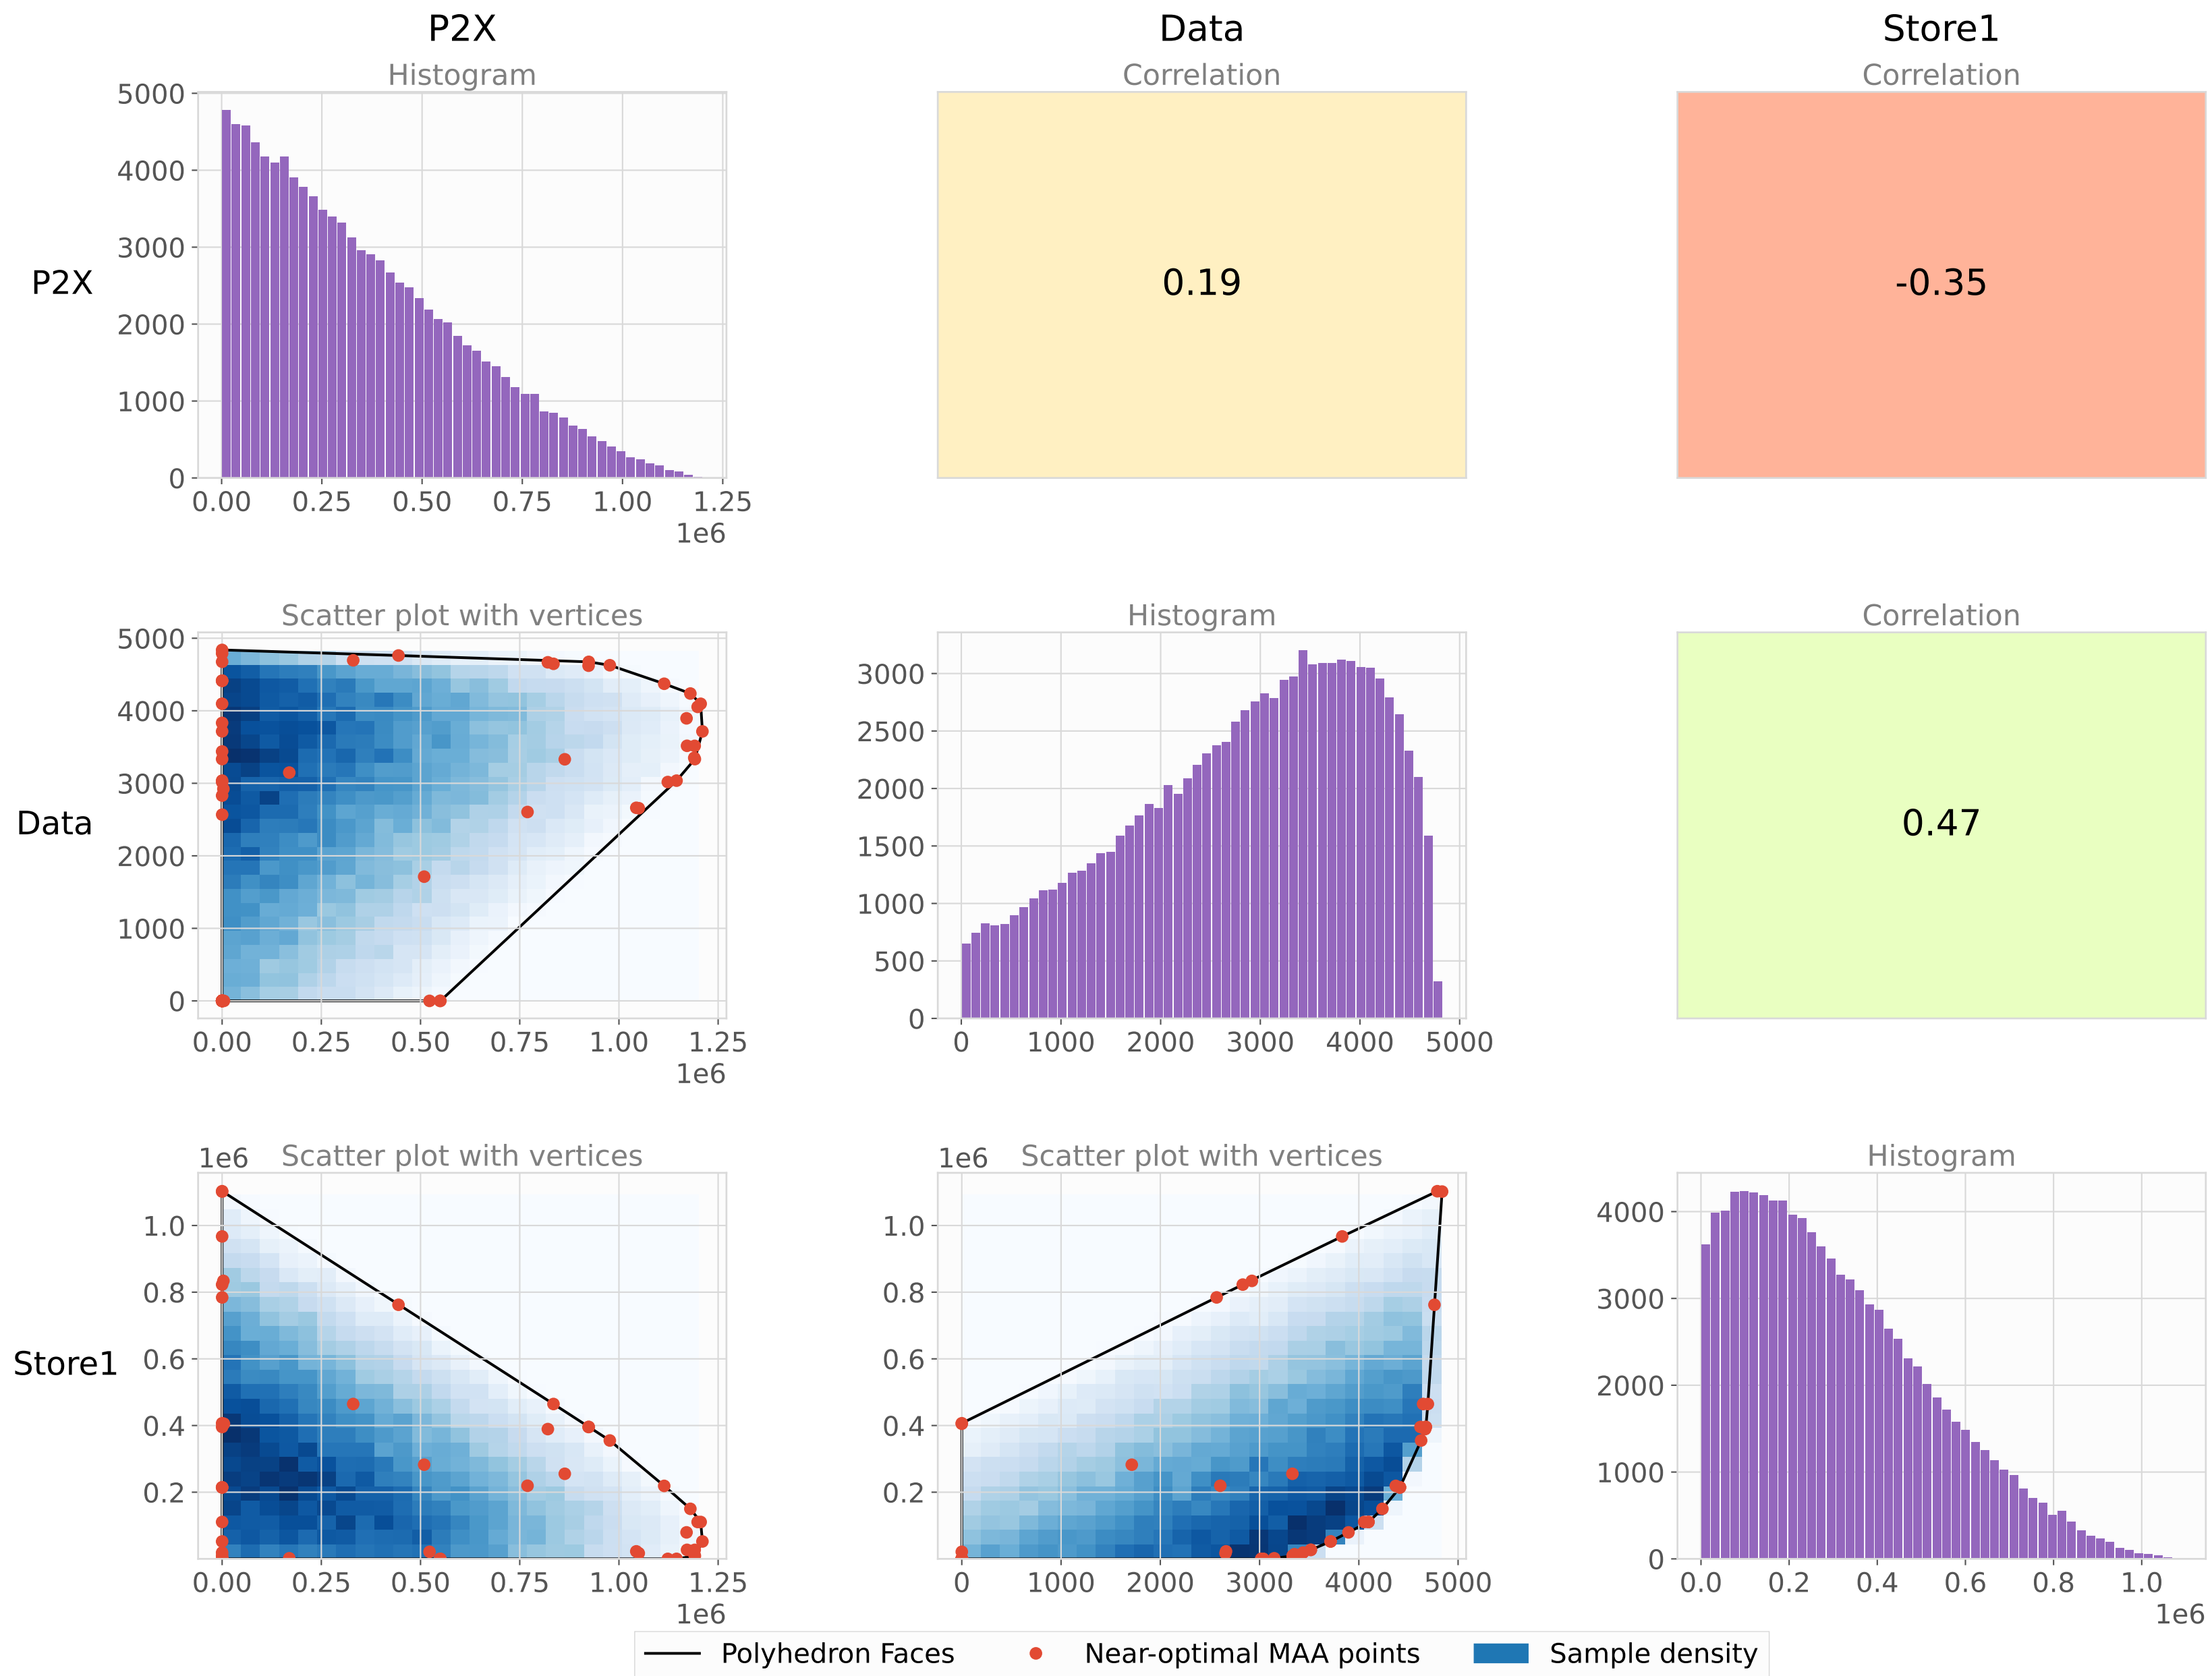 P2X Data Store1
Histogram Correlation Correlation
P2X
5000
4000
3000
2000
1000
0
0.00 0.25 0.50 0.75 1.00 1.25
1e6
0.19
-0.35
Scatter plot with vertices Histogram Correlation
Data
5000
4000
3000
2000
1000
0
0.00 0.25 0.50 0.75 1.00 1.25
1e6
3000
2500
2000
1500
1000
500
0
0 1000 2000 3000 4000 5000
0.47
1e6 Scatter plot with vertices 1e6 Scatter plot with vertices Histogram
Store1
1.0
0.8
0.6
0.4
0.2
0.00 0.25 0.50 0.75 1.00 1.25
1e6
1.0
0.8
0.6
0.4
0.2
0 1000 2000 3000 4000 5000
4000
3000
2000
1000
0
0.0 0.2 0.4 0.6 0.8 1.0
1e6
Polyhedron Faces Near-optimal MAA points Sample density